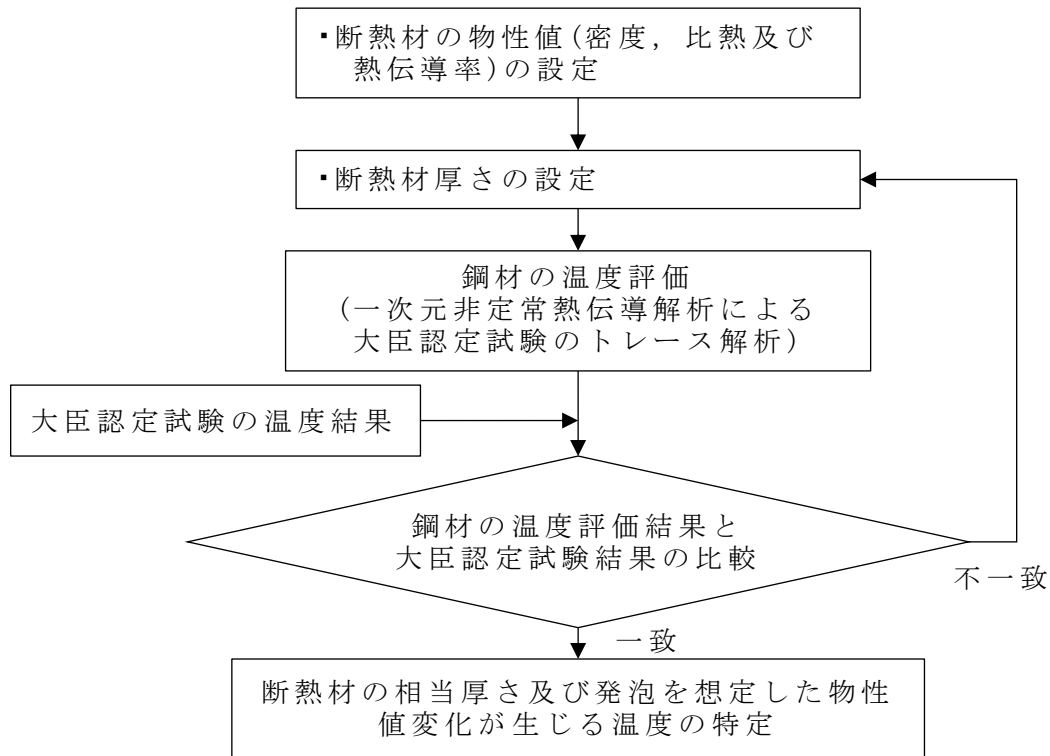 ▪断熱材の物性値(密度, 比熱及び
熱伝導率)の設定
▪断熱材厚さの設定
鋼材の温度評価
(一次元非定常熱伝導解析による
大臣認定試験のトレース解析)
大臣認定試験の温度結果
鋼材の温度評価結果と
大臣認定試験結果の比較
不一致
一致
断熱材の相当厚さ及び発泡を想定した物性
値変化が生じる温度の特定